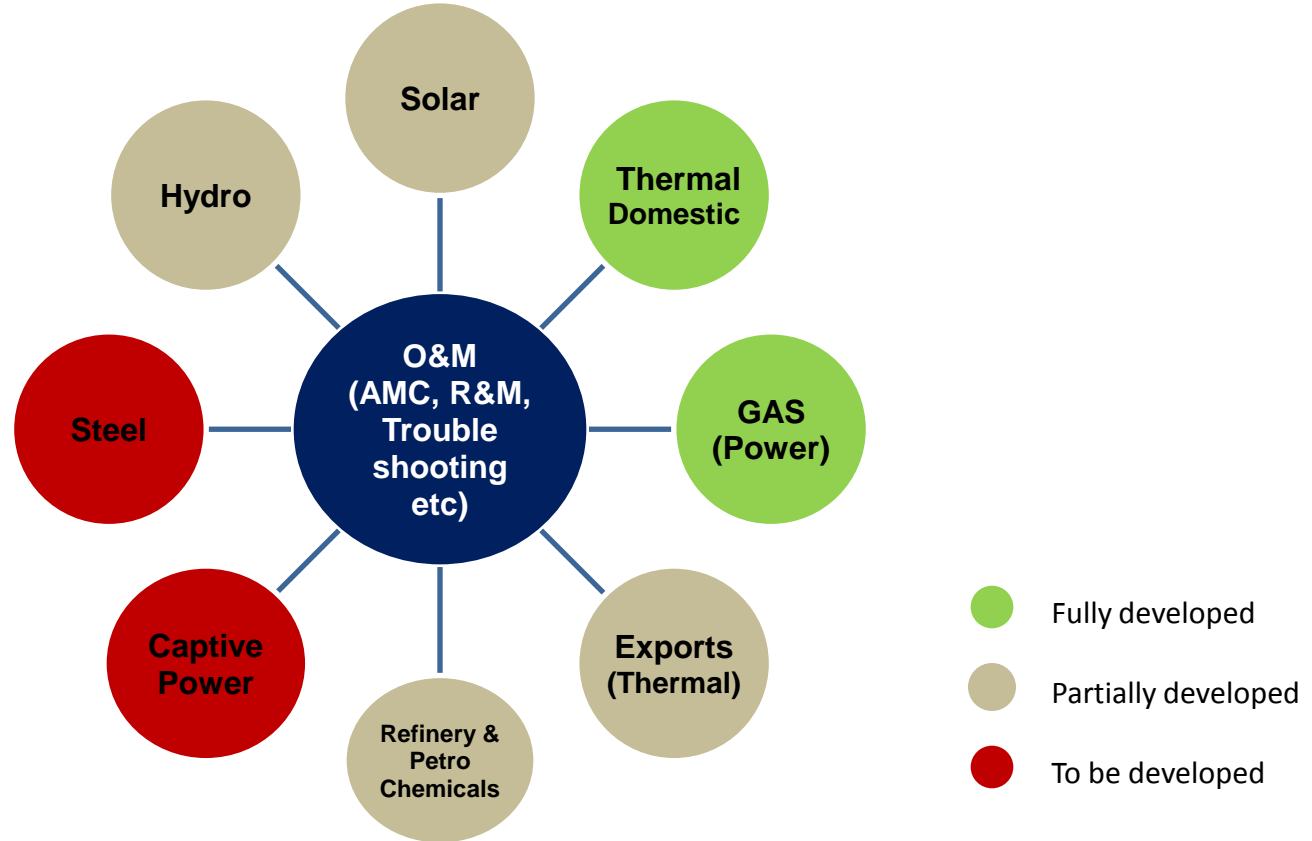 Solar
Thermal
Domestic
GAS
(Power)
Exports
(Thermal)
Refinery &
Petro
Chemicals
Captive
Power
Steel
Hydro
O&M
(AMC, R&M,
Trouble
shooting
etc)
Fully developed
Partially developed
To be developed